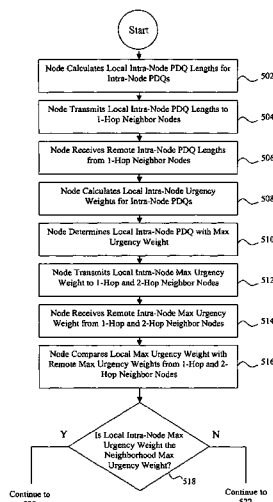 Start
Node Calculates Local Intra-Node PDQ Lengths for
Intra-Node PDQs
502
Node Transmits Local Intra-Node PDQ Lengths to
1-Hop Neighbor Nodes
504
Node Receives Remote Intra-Node PDQ Lengths
from 1-Hop Neighbor Nodes
506
Node Calculates Local Intra-Node Urgency
Weights for Intra-Node PDQs
508
Node Determines Local Intra-Node PDQ with Max
Urgency Weight
510
Node Transmits Local Intra-Node Max Urgency
Weight to 1-Hop and 2-Hop Neighbor Nodes
512
Node Receives Remote Intra-Node Max Urgency
Weight from 1-Hop and 2-Hop Neighbor Nodes
514
Node Compares Local Max Urgency Weight with
Remote Max Urgency Weights from 1-Hop and 2-
Hop Neighbor Nodes
516
Y
Is Local Intra-Node Max
Urgency Weight the
Neighborhood Max
Urgency Weight?
N
518
Continue to
Continue to